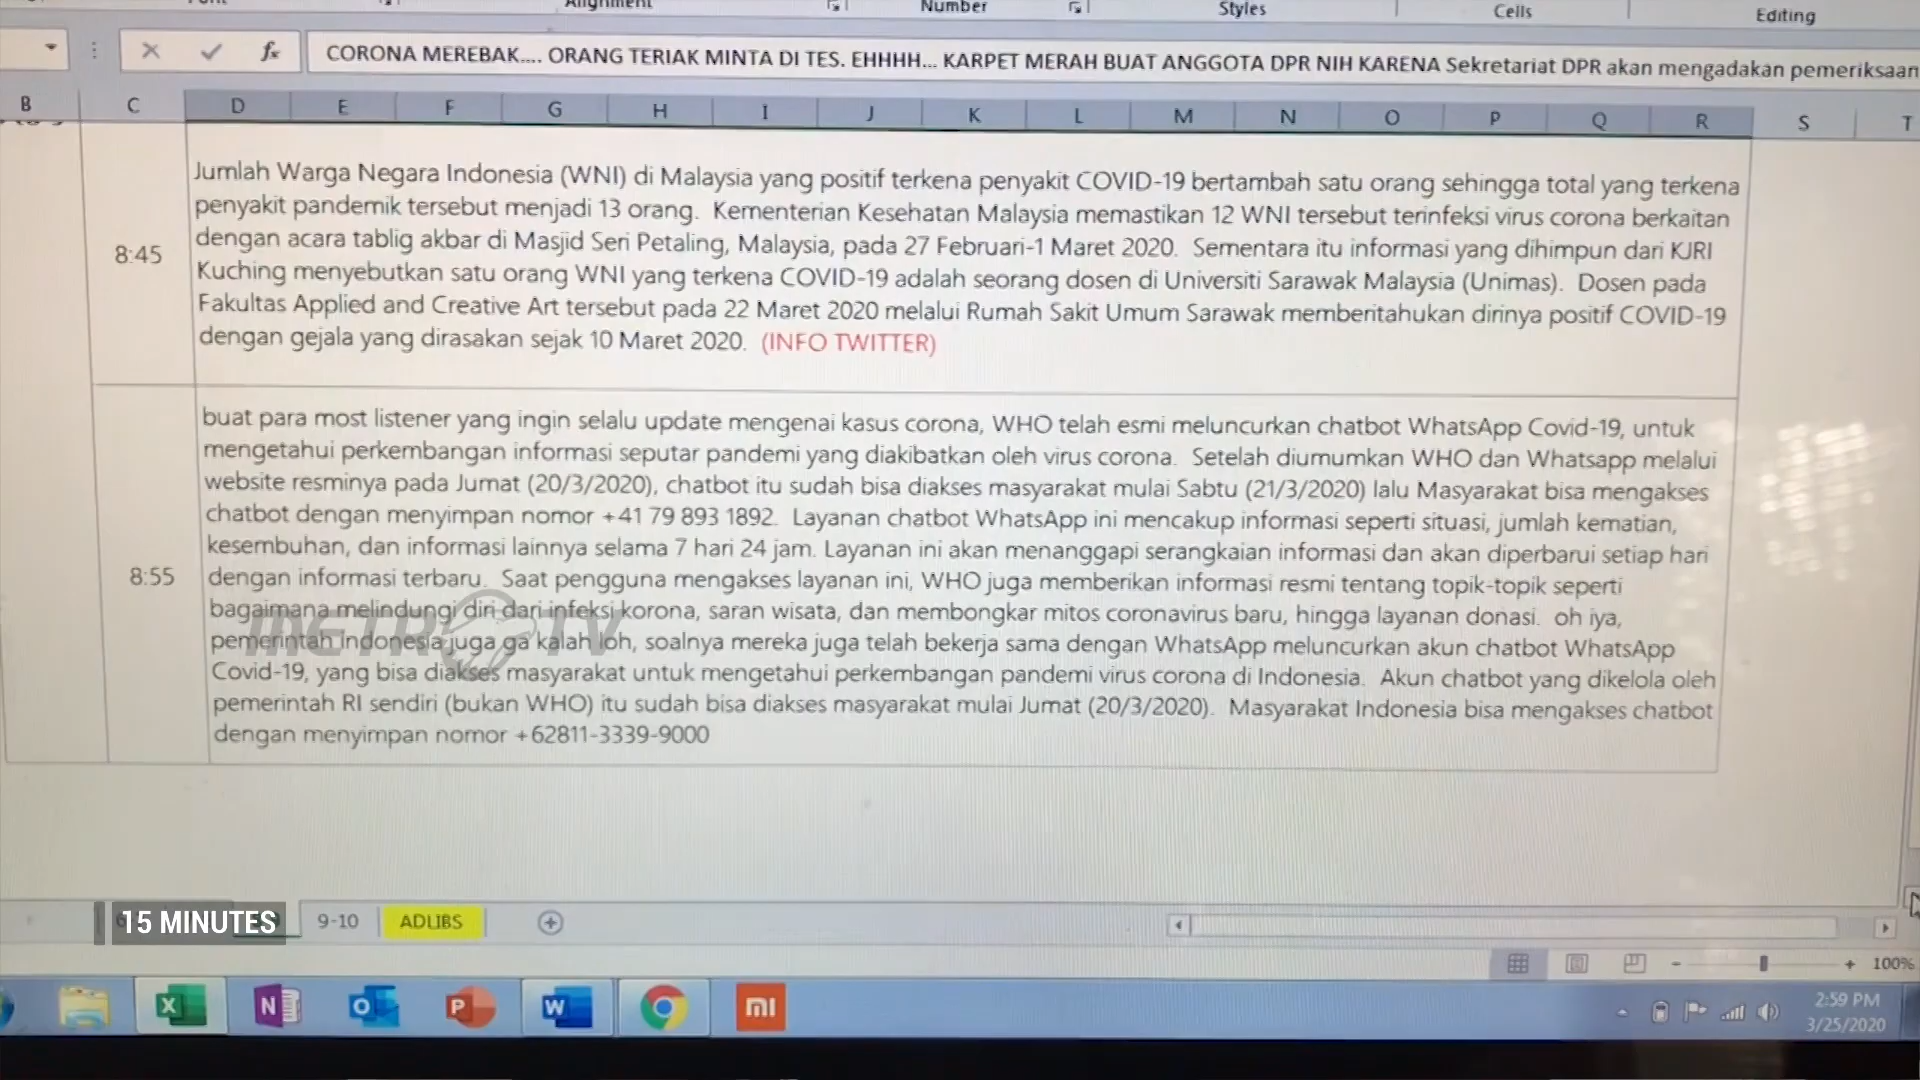 Alignment
Number
Styles
Cells
Editing
fx
CORONA MEREBAK.... ORANG TERIAK MINTA DI TES. EHHHH... KARPET MERAH BUAT ANGGOTA DPR NIH KARENA Sekretariat DPR akan mengadakan pemeriksaan
B C D E F G H I J K L M N O P Q R S T
8:45
Jumlah Warga Negara Indonesia (WNI) di Malaysia yang positif terkena penyakit COVID-19 bertambah satu orang sehingga total yang terkena
penyakit pandemik tersebut menjadi 13 orang. Kementerian Kesehatan Malaysia memastikan 12 WNI tersebut terinfeksi virus corona berkaitan
dengan acara tablig akbar di Masjid Seri Petaling, Malaysia, pada 27 Februari-1 Maret 2020. Sementara itu informasi yang dihimpun dari KJRI
Kuching menyebutkan satu orang WNI yang terkena COVID-19 adalah seorang dosen di Universiti Sarawak Malaysia (Unimas). Dosen pada
Fakultas Applied and Creative Art tersebut pada 22 Maret 2020 melalui Rumah Sakit Umum Sarawak memberitahukan dirinya positif COVID-19
dengan gejala yang dirasakan sejak 10 Maret 2020. (INFO TWITTER)
8:55
buat para most listener yang ingin selalu update mengenai kasus corona, WHO telah esmi meluncurkan chatbot WhatsApp Covid-19, untuk
mengetahui perkembangan informasi seputar pandemi yang diakibatkan oleh virus corona. Setelah diumumkan WHO dan Whatsapp melalui
website resminya pada Jumat (20/3/2020), chatbot itu sudah bisa diakses masyarakat mulai Sabtu (21/3/2020) lalu Masyarakat bisa mengakses
chatbot dengan menyimpan nomor +41 79 893 1892. Layanan chatbot WhatsApp ini mencakup informasi seperti situasi, jumlah kematian,
kesembuhan, dan informasi lainnya selama 7 hari 24 jam. Layanan ini akan menanggapi serangkaian informasi dan akan diperbarui setiap hari
dengan informasi terbaru. Saat pengguna mengakses layanan ini, WHO juga memberikan informasi resmi tentang topik-topik seperti
bagaimana melindungi diri dari infeksi korona, saran wisata, dan membongkar mitos coronavirus baru, hingga layanan donasi. oh iya,
pemerintah indonesia juga ga kalah loh, soalnya mereka juga telah bekerja sama dengan WhatsApp meluncurkan akun chatbot WhatsApp
Covid-19, yang bisa diakses masyarakat untuk mengetahui perkembangan pandemi virus corona di Indonesia. Akun chatbot yang dikelola oleh
pemerintah RI sendiri (bukan WHO) itu sudah bisa diakses masyarakat mulai Jumat (20/3/2020). Masyarakat Indonesia bisa mengakses chatbot
dengan menyimpan nomor +62811-3339-9000
METRO TV
15 MINUTES
9-10
ADLIBS
100%
2:59 PM
3/25/2020